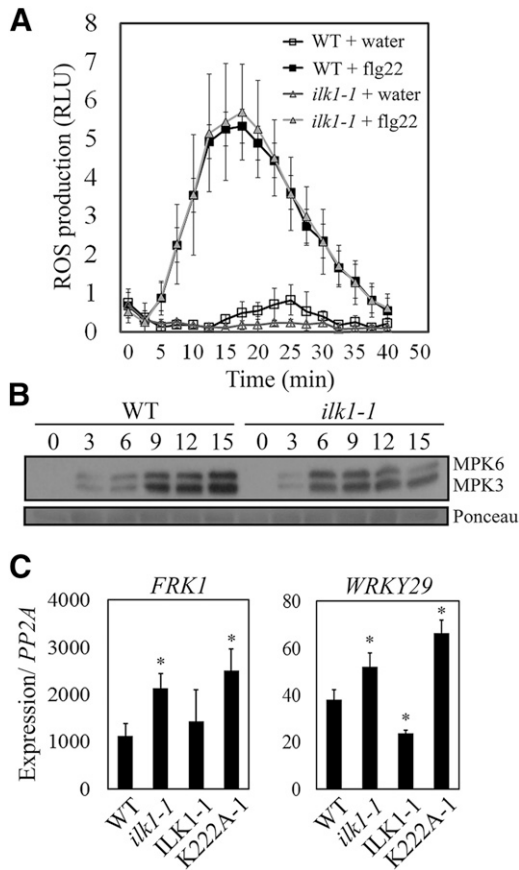 A
8
7
6
5
4
3
2
1
0
ROS production (RLU)
WT + water
WT + flg22
ilk1-1 + water
ilk1-1 + flg22
0 5 10 15 20 25 30 35 40 50
Time (min)
B
WT ilk1-1
0 3 6 9 12 15 0 3 6 9 12 15
MPK6
MPK3
Ponceau
C
FRK1
Expression/ PP2A
4000
3000
2000
1000
0
*
*
WT
ilk1-1
ILK1-1
K222A-1
WRKY29
80
60
40
20
0
*
*
*
WT
ilk1-1
ILK1-1
K222A-1